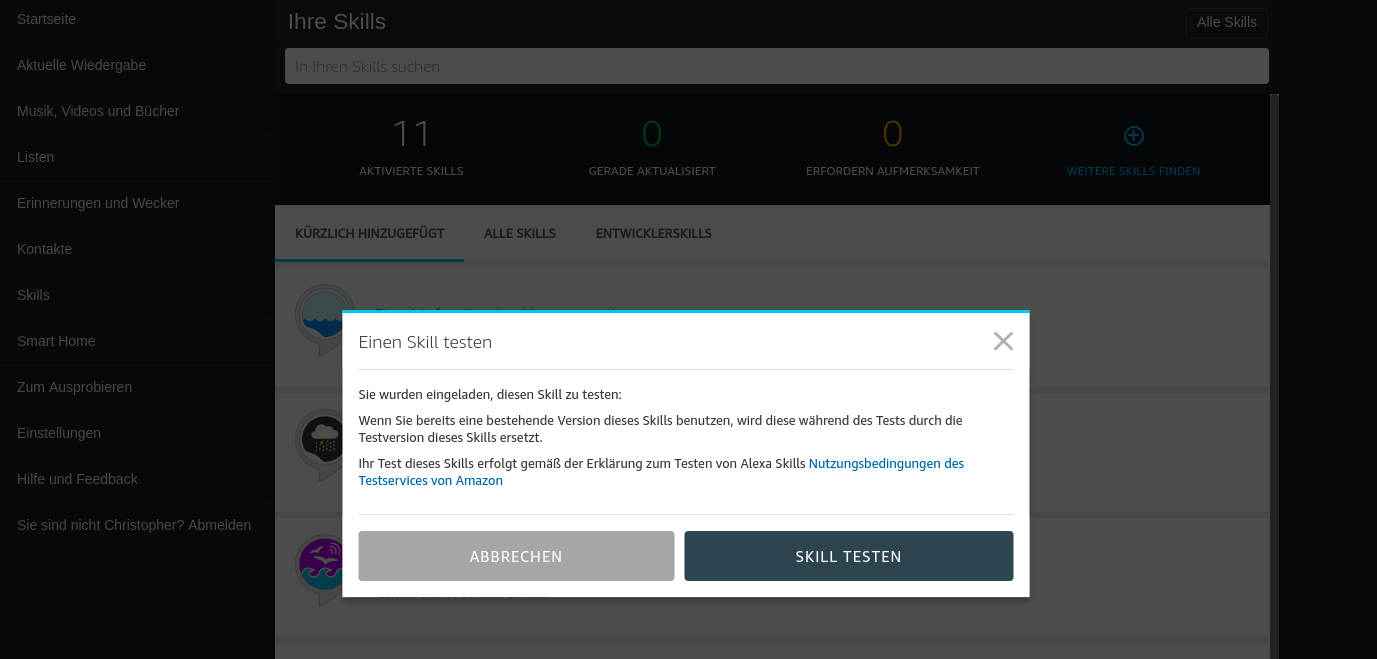 Startseite
Aktuelle Wiedergabe
Musik, Videos und Bücher
Listen
Erinnerungen und Wecker
Kontakte
Skills
Smart Home
Zum Ausprobieren
Einstellungen
Hilfe und Feedback
Sie sind nicht Christopher? Abmelden
Ihre Skills
Alle Skills
In Ihren Skills suchen
11
AKTIVIERTE SKILLS
0
GERADE AKTUALISIERT
0
ERFORDERN AUFMERKSAMKEIT
WEITERE SKILLS FINDEN
KÜRZLICH HINZUGEFÜGT
ALLE SKILLS
ENTWICKLERSKILLS
Einen Skill testen
Sie wurden eingeladen, diesen Skill zu testen:
Wenn Sie bereits eine bestehende Version dieses Skills benutzen, wird diese während des Tests durch die
Testversion dieses Skills ersetzt.
Ihr Test dieses Skills erfolgt gemäß der Erklärung zum Testen von Alexa Skills Nutzungsbedingungen des
Testservices von Amazon
ABBRECHEN
SKILL TESTEN